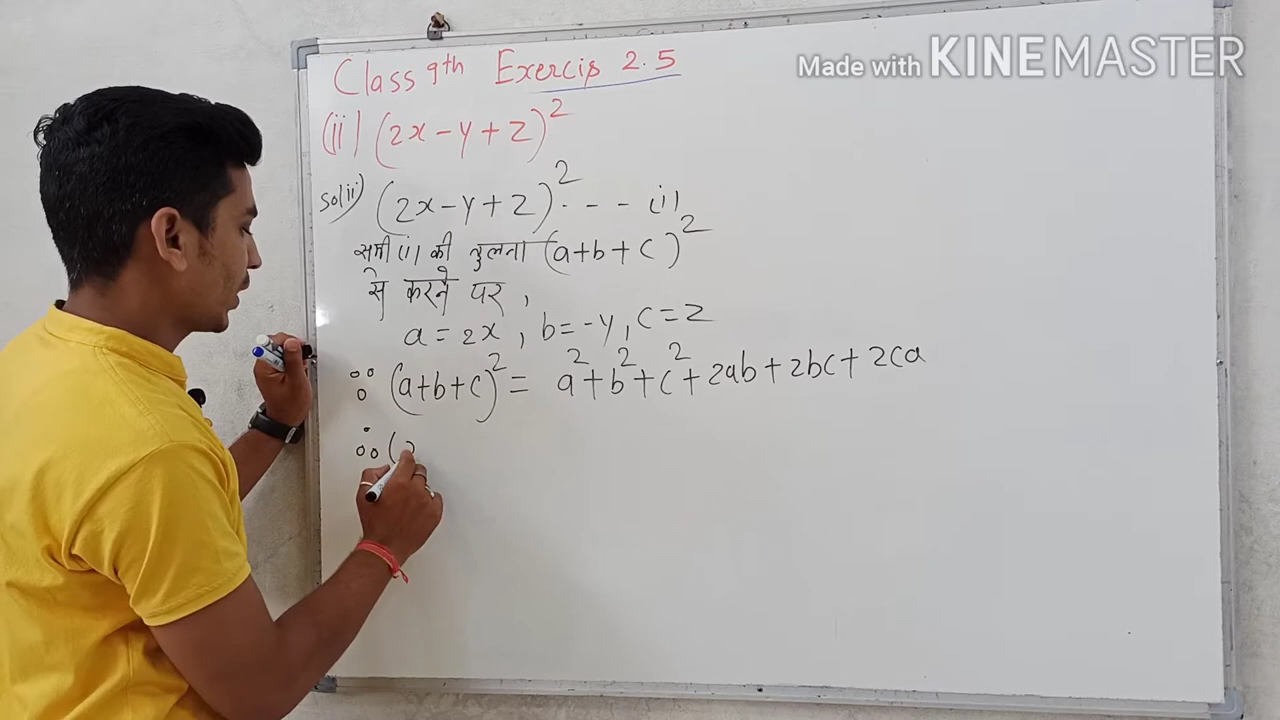 Class 9th Exercis 2.5
Made with KINEMASTER
(ii) (2x-y+z)²
Sol(ii) (2x-y+z)² - - - (i)
समी (i) की तुलना (a+b+c)²
से करने पर,
a = 2x, b = -y, c = z
∵ (a+b+c)² = a²+b²+c²+2ab+2bc+2ca
∴ (2